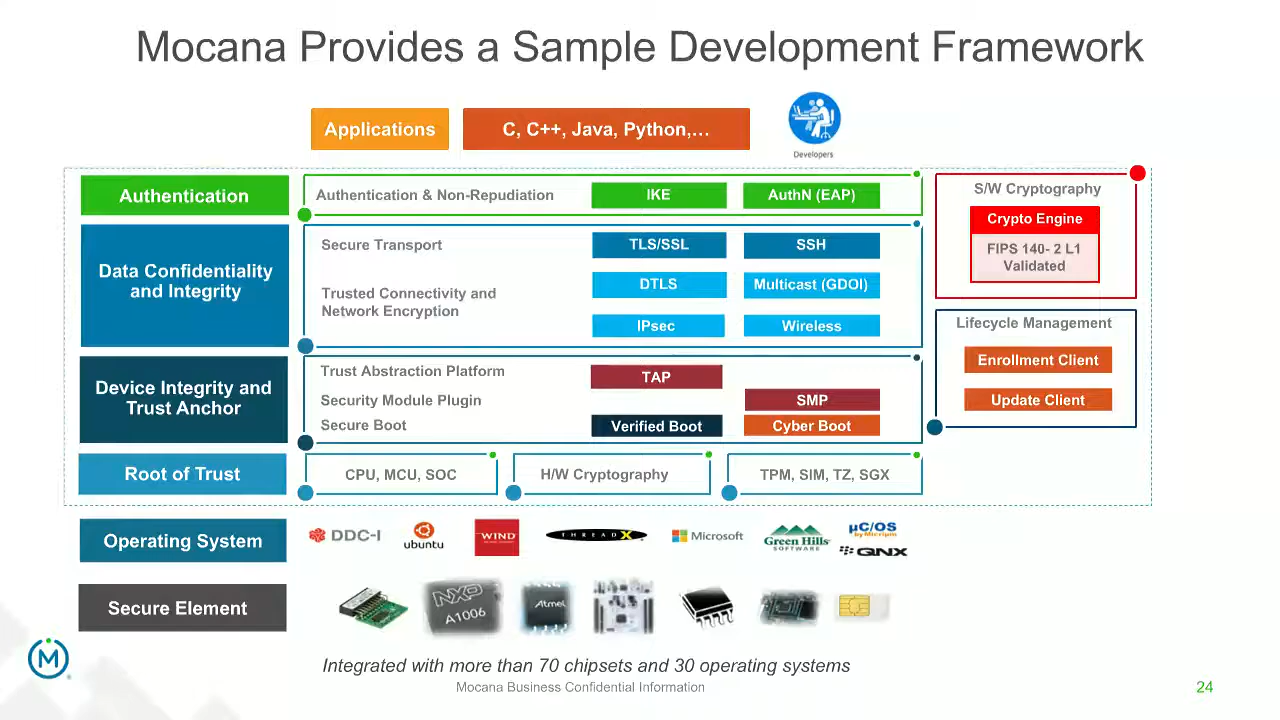 Mocana Provides a Sample Development Framework
Applications
C, C++, Java, Python,…
Developers
Authentication
Authentication & Non-Repudiation
IKE
AuthN (EAP)
Data Confidentiality
and Integrity
Secure Transport
TLS/SSL
SSH
Trusted Connectivity and
Network Encryption
DTLS
Multicast (GDOI)
IPsec
Wireless
Device Integrity and
Trust Anchor
Trust Abstraction Platform
TAP
Security Module Plugin
SMP
Secure Boot
Verified Boot
Cyber Boot
Root of Trust
CPU, MCU, SOC
H/W Cryptography
TPM, SIM, TZ, SGX
S/W Cryptography
Crypto Engine
FIPS 140- 2 L1
Validated
Lifecycle Management
Enrollment Client
Update Client
Operating System
DDC-I
ubuntu
WIND
THREADX
Microsoft
Green Hills
SOFTWARE
µC/OS
by Micriµm
QNX
Secure Element
NXP
A1006
Atmel
M
Integrated with more than 70 chipsets and 30 operating systems
Mocana Business Confidential Information
24